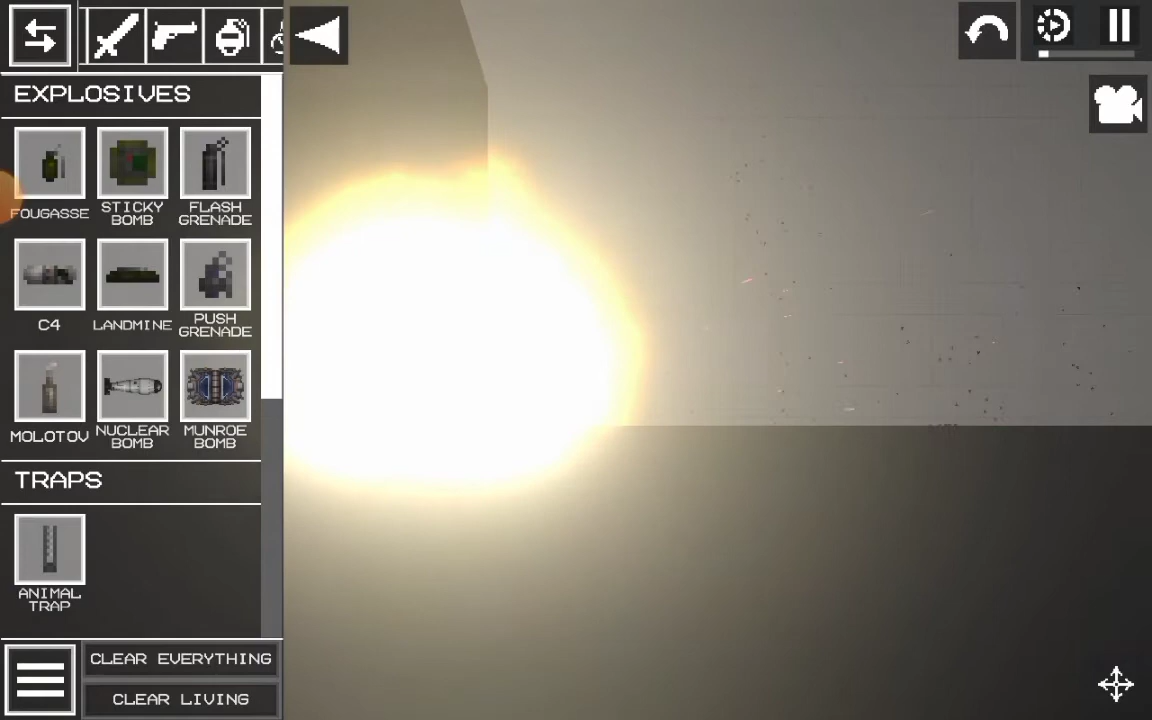 EXPLOSIVES
FOUGASSE
STICKY
BOMB
FLASH
GRENADE
C4
LANDMINE
PUSH
GRENADE
MOLOTOV
NUCLEAR
BOMB
MUNROE
BOMB
TRAPS
ANIMAL
TRAP
CLEAR EVERYTHING
CLEAR LIVING